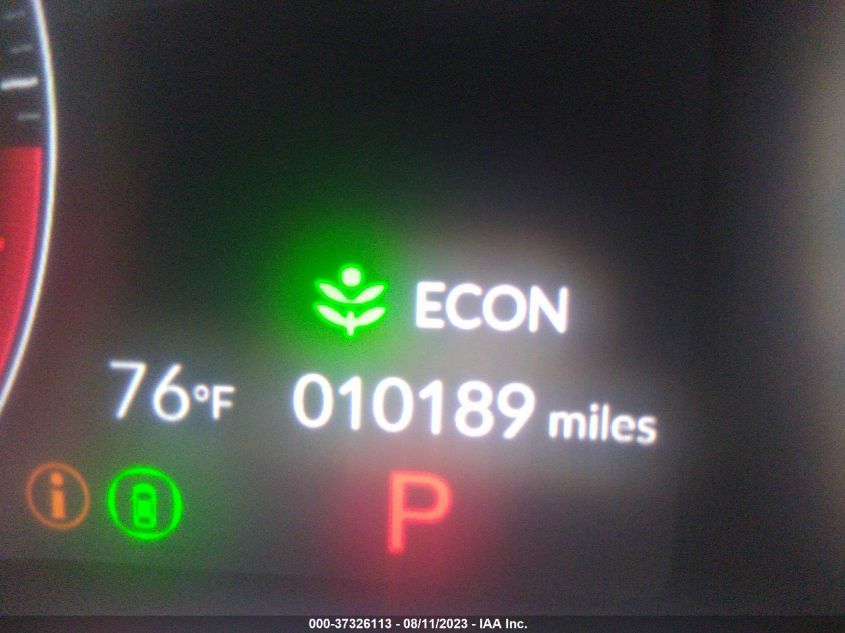 ECON
76°F 010189 miles
i P
000-37326113 - 08/11/2023 - IAA Inc.